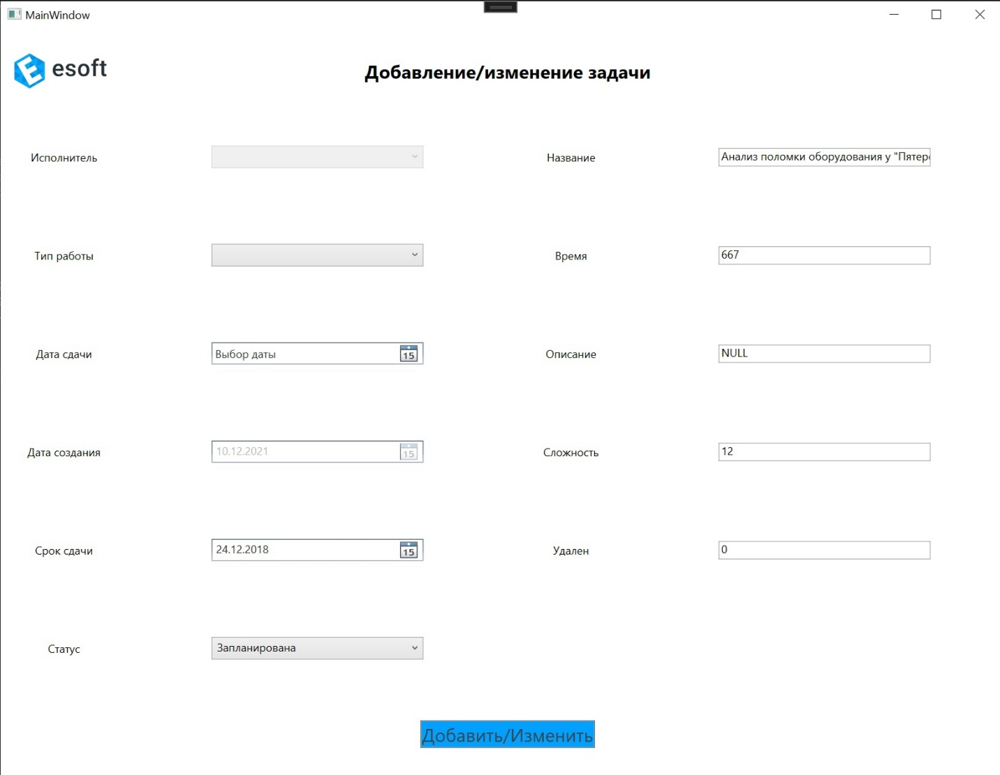 MainWindow
esoft
Добавление/изменение задачи
Исполнитель
Название
Анализ поломки оборудования у "Пятер
Тип работы
Время
667
Дата сдачи
Выбор даты
15
Описание
NULL
Дата создания
10.12.2021
15
Сложность
12
Срок сдачи
24.12.2018
15
Удален
0
Статус
Запланирована
Добавить/Изменить